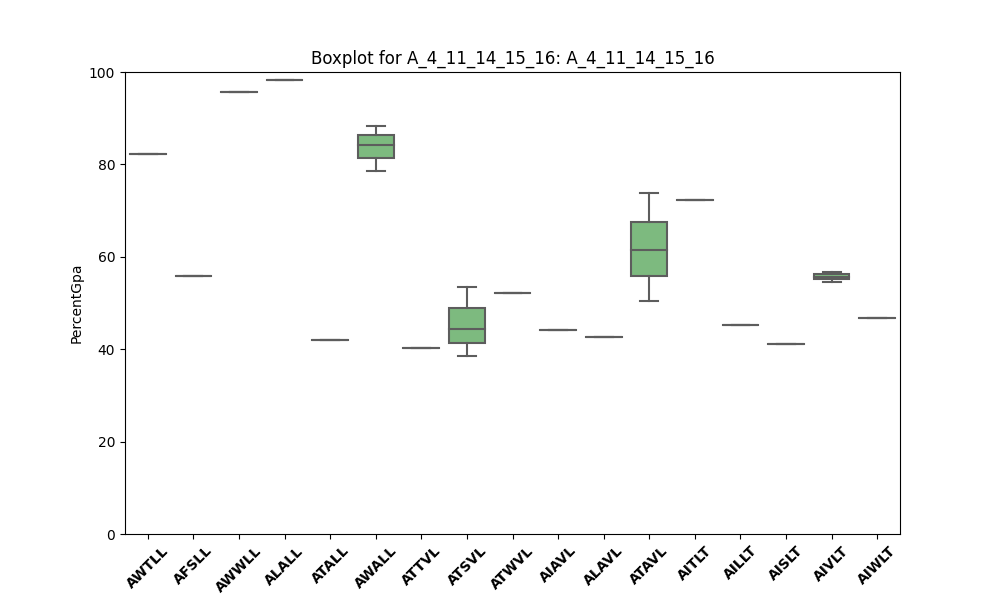 Boxplot for A_4_11_14_15_16: A_4_11_14_15_16
PercentGpa
100
80
60
40
20
0
AWTLL
AFSLL
AWWLL
ALALL
ATALL
AWALL
ATTVL
ATSVL
ATWVL
AIAVL
ALAVL
ATAVL
AITLT
AILLT
AISLT
AIVLT
AIWLT